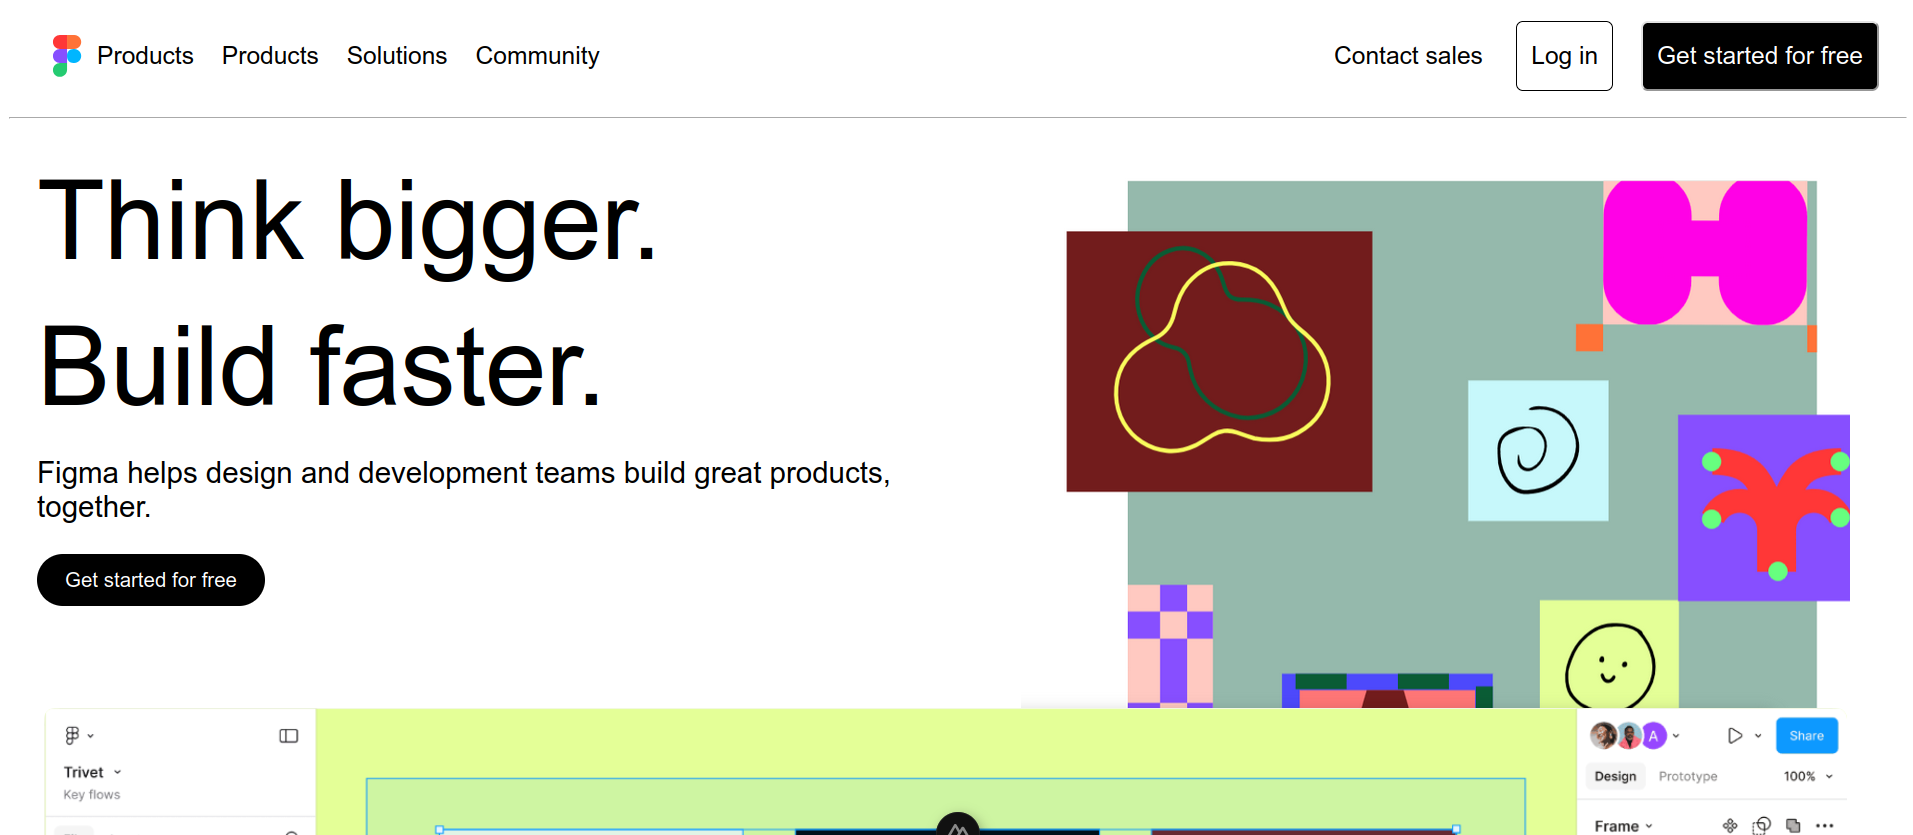 Products Products Solutions Community Contact sales Log in Get started for free
Think bigger.
Build faster.
Figma helps design and development teams build great products,
together.
Get started for free
A Share
Trivet
Key flows
Design Prototype 100%
Frame